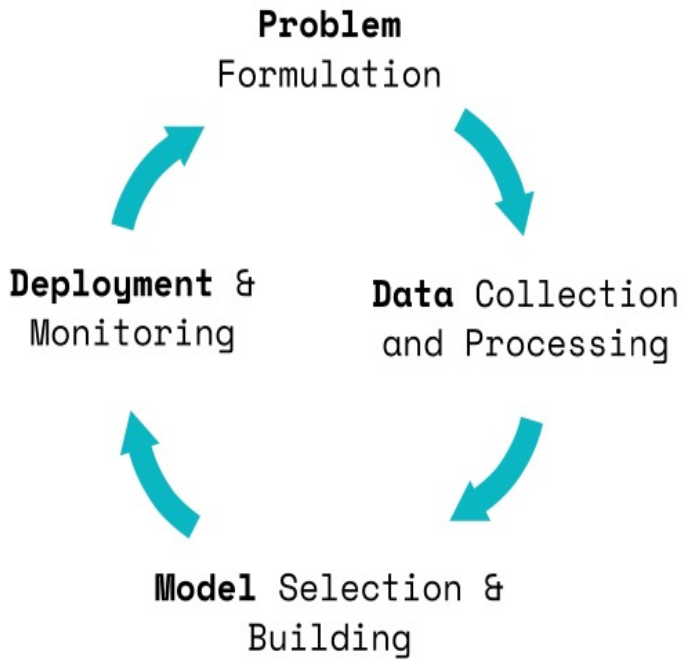 Problem
Formulation
Data Collection
and Processing
Model Selection &
Building
Deployment &
Monitoring